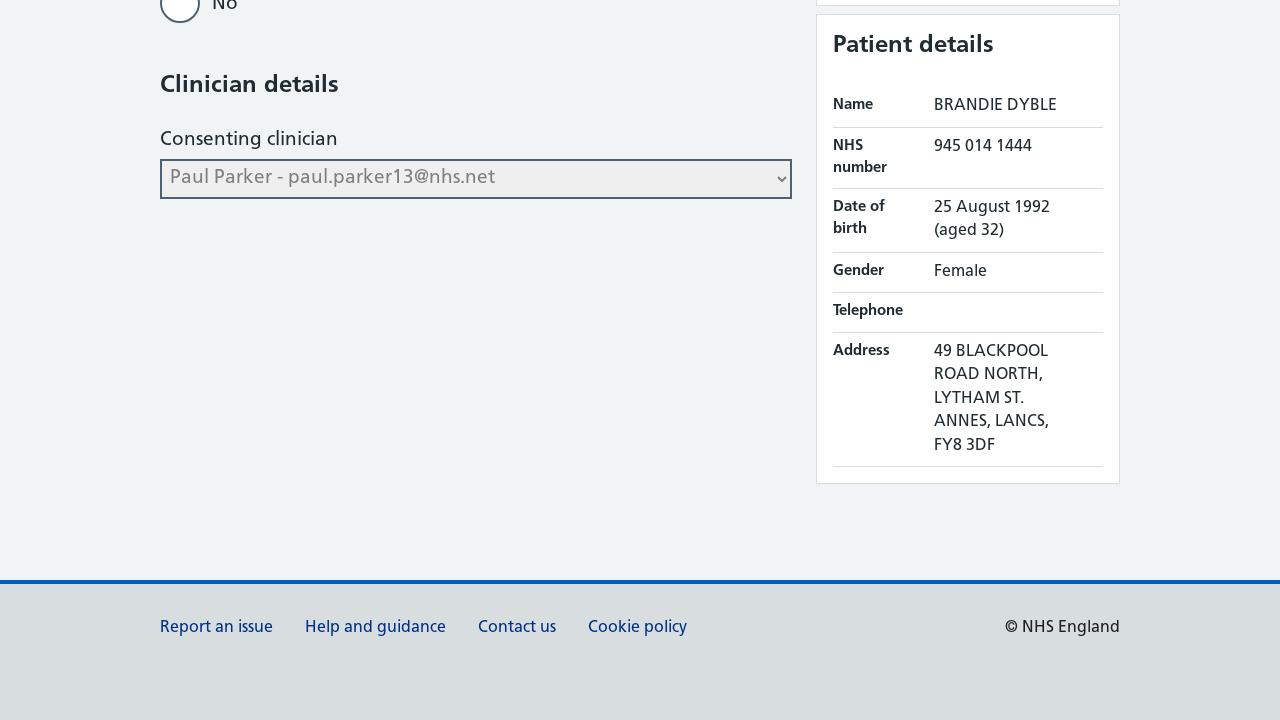 No
Clinician details
Consenting clinician
Paul Parker - paul.parker13@nhs.net
Patient details
Name BRANDIE DYBLE
NHS number 945 014 1444
Date of birth 25 August 1992 (aged 32)
Gender Female
Telephone
Address 49 BLACKPOOL
ROAD NORTH,
LYTHAM ST.
ANNES, LANCS,
FY8 3DF
Report an issue Help and guidance Contact us Cookie policy © NHS England